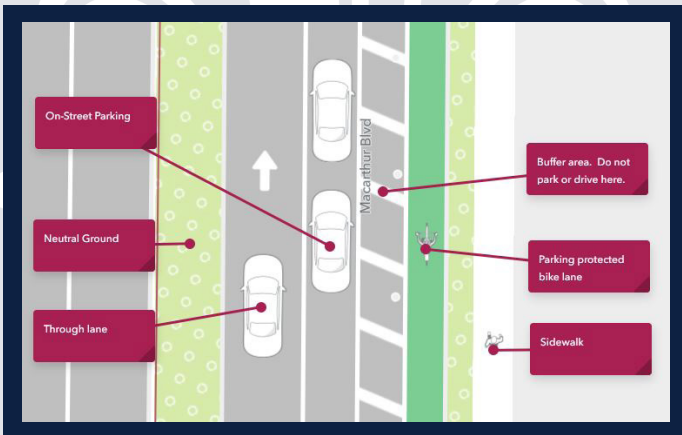 On-Street Parking
Neutral Ground
Through lane
Macarthur Blvd
Buffer area. Do not
park or drive here.
Parking protected
bike lane
Sidewalk